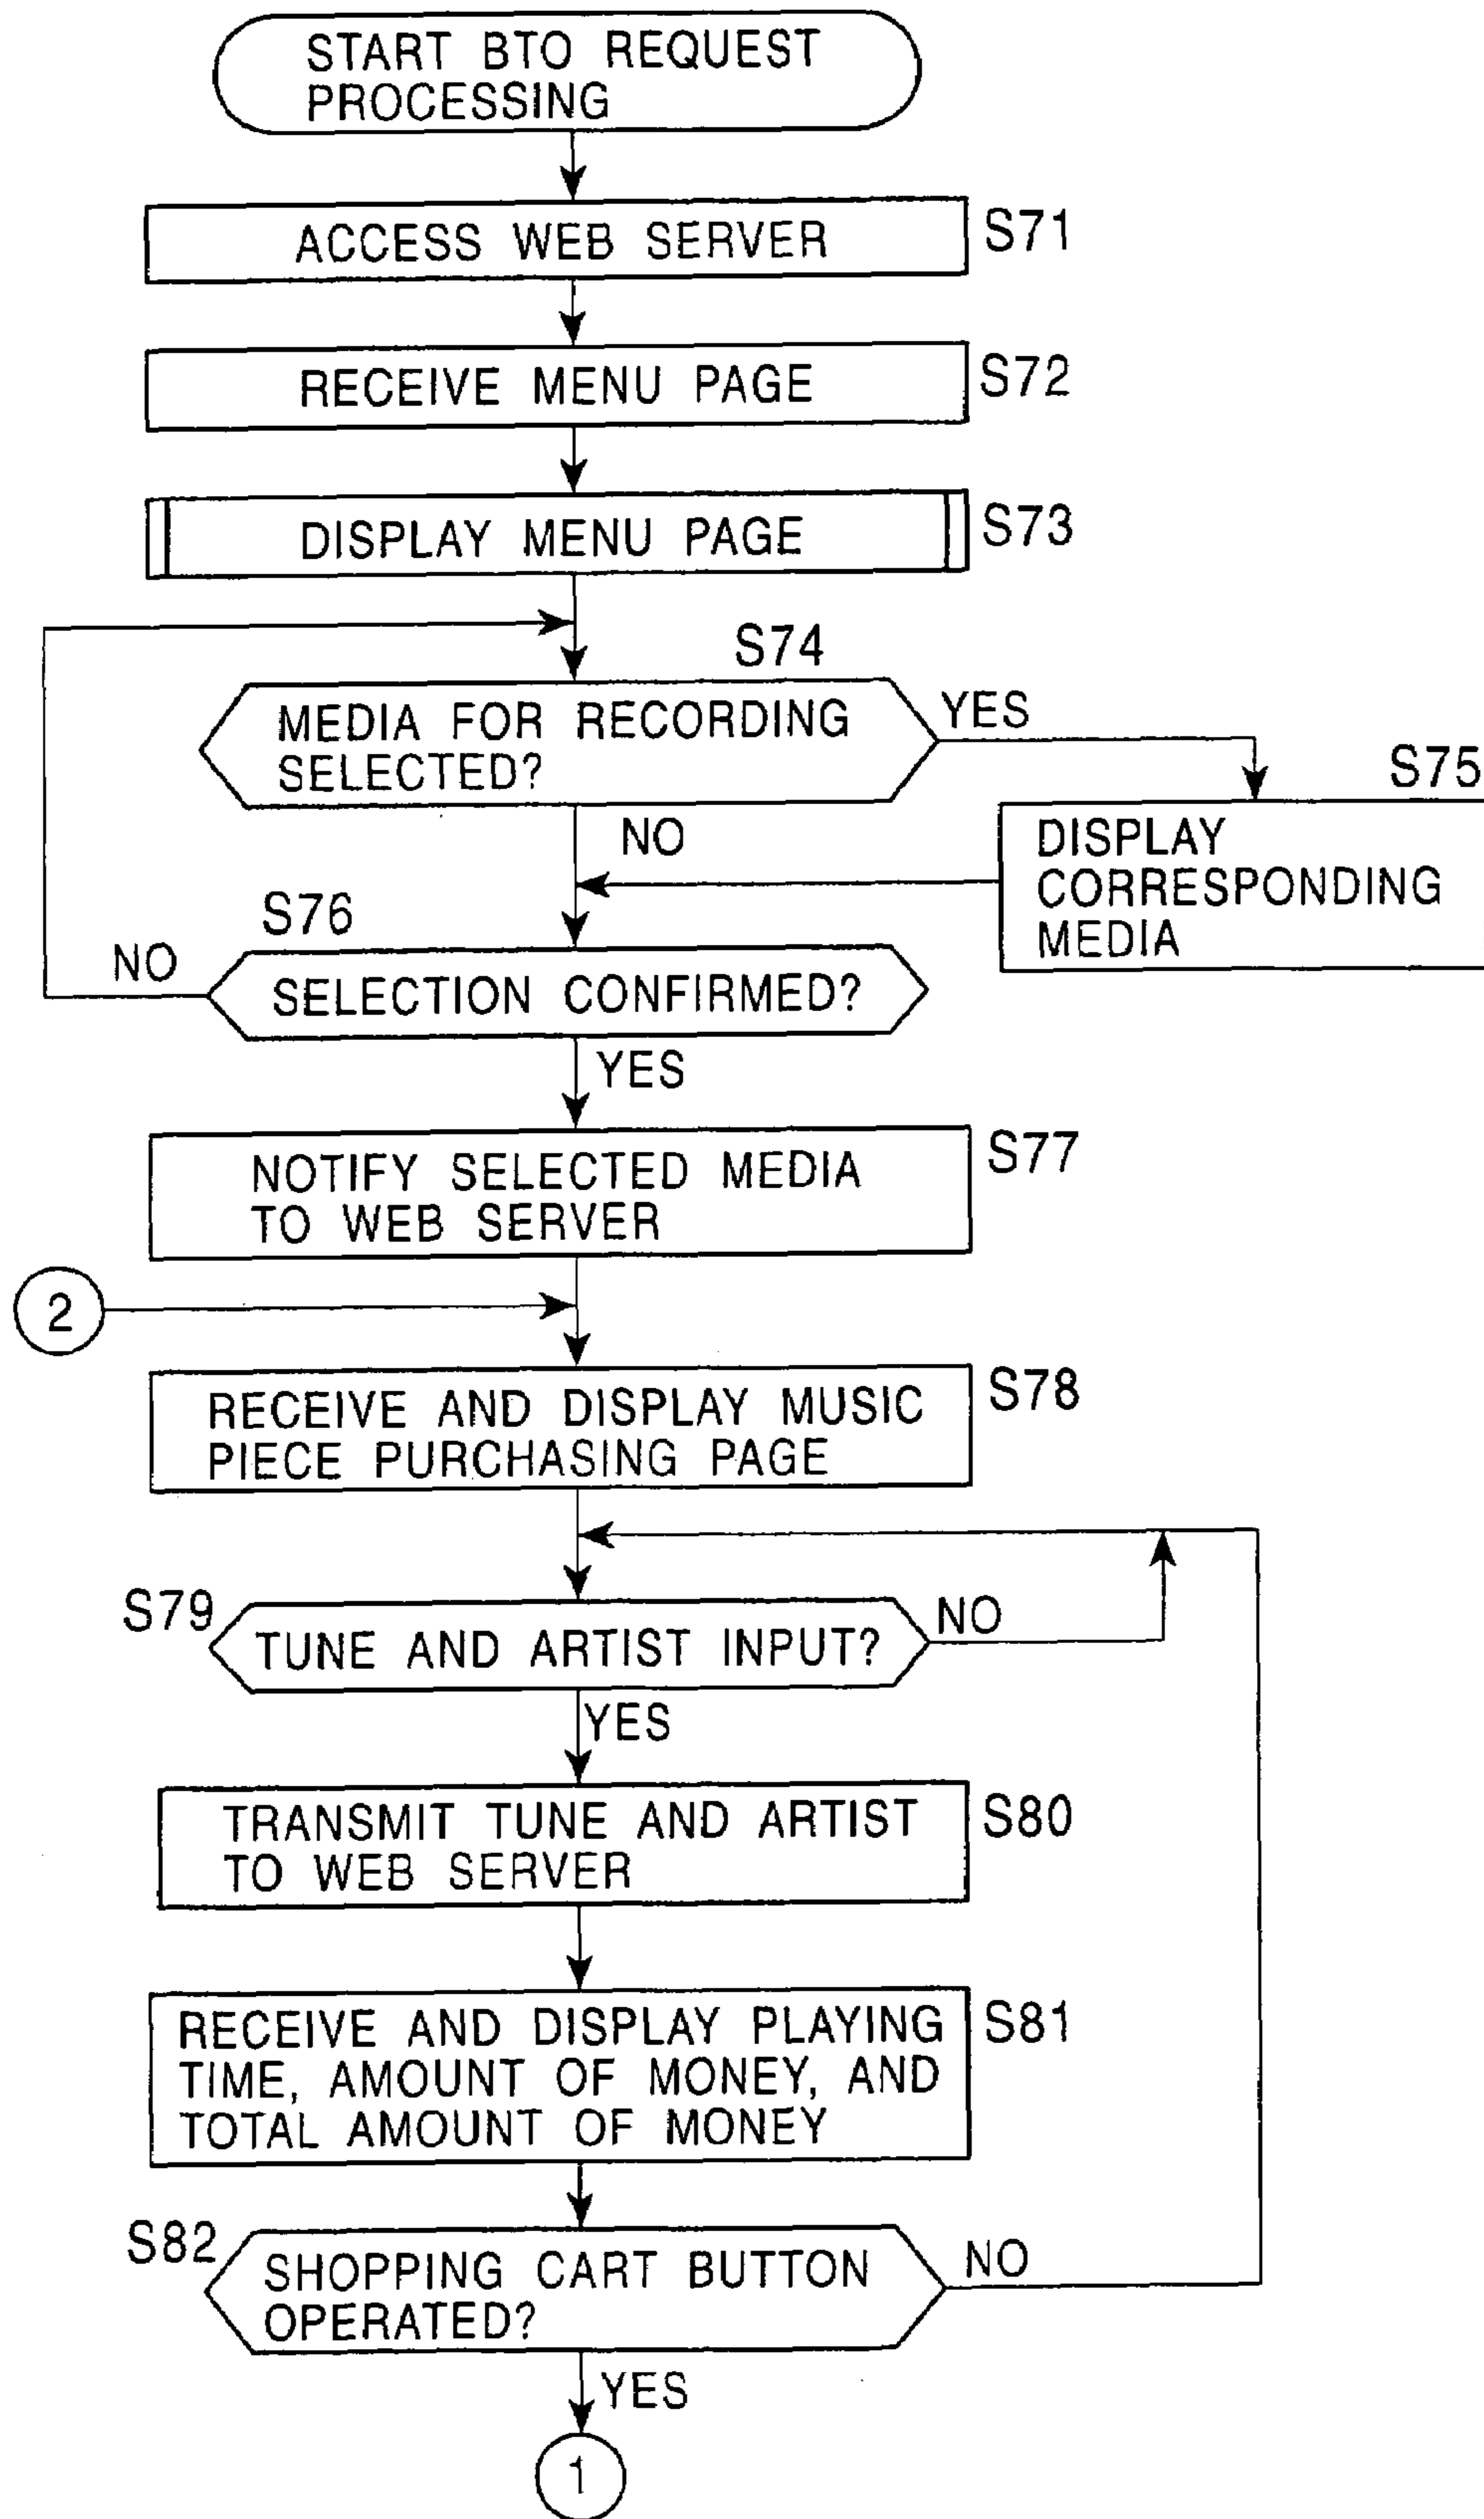 START BTO REQUEST
PROCESSING
ACCESS WEB SERVER
S71
RECEIVE MENU PAGE
S72
DISPLAY MENU PAGE
S73
S74
MEDIA FOR RECORDING
SELECTED?
YES
S75
DISPLAY
CORRESPONDING
MEDIA
NO
S76
NO
SELECTION CONFIRMED?
YES
NOTIFY SELECTED MEDIA
TO WEB SERVER
S77
2
RECEIVE AND DISPLAY MUSIC
PIECE PURCHASING PAGE
S78
S79
TUNE AND ARTIST INPUT?
NO
YES
TRANSMIT TUNE AND ARTIST
TO WEB SERVER
S80
RECEIVE AND DISPLAY PLAYING
TIME, AMOUNT OF MONEY, AND
TOTAL AMOUNT OF MONEY
S81
S82
SHOPPING CART BUTTON
OPERATED?
NO
YES
1